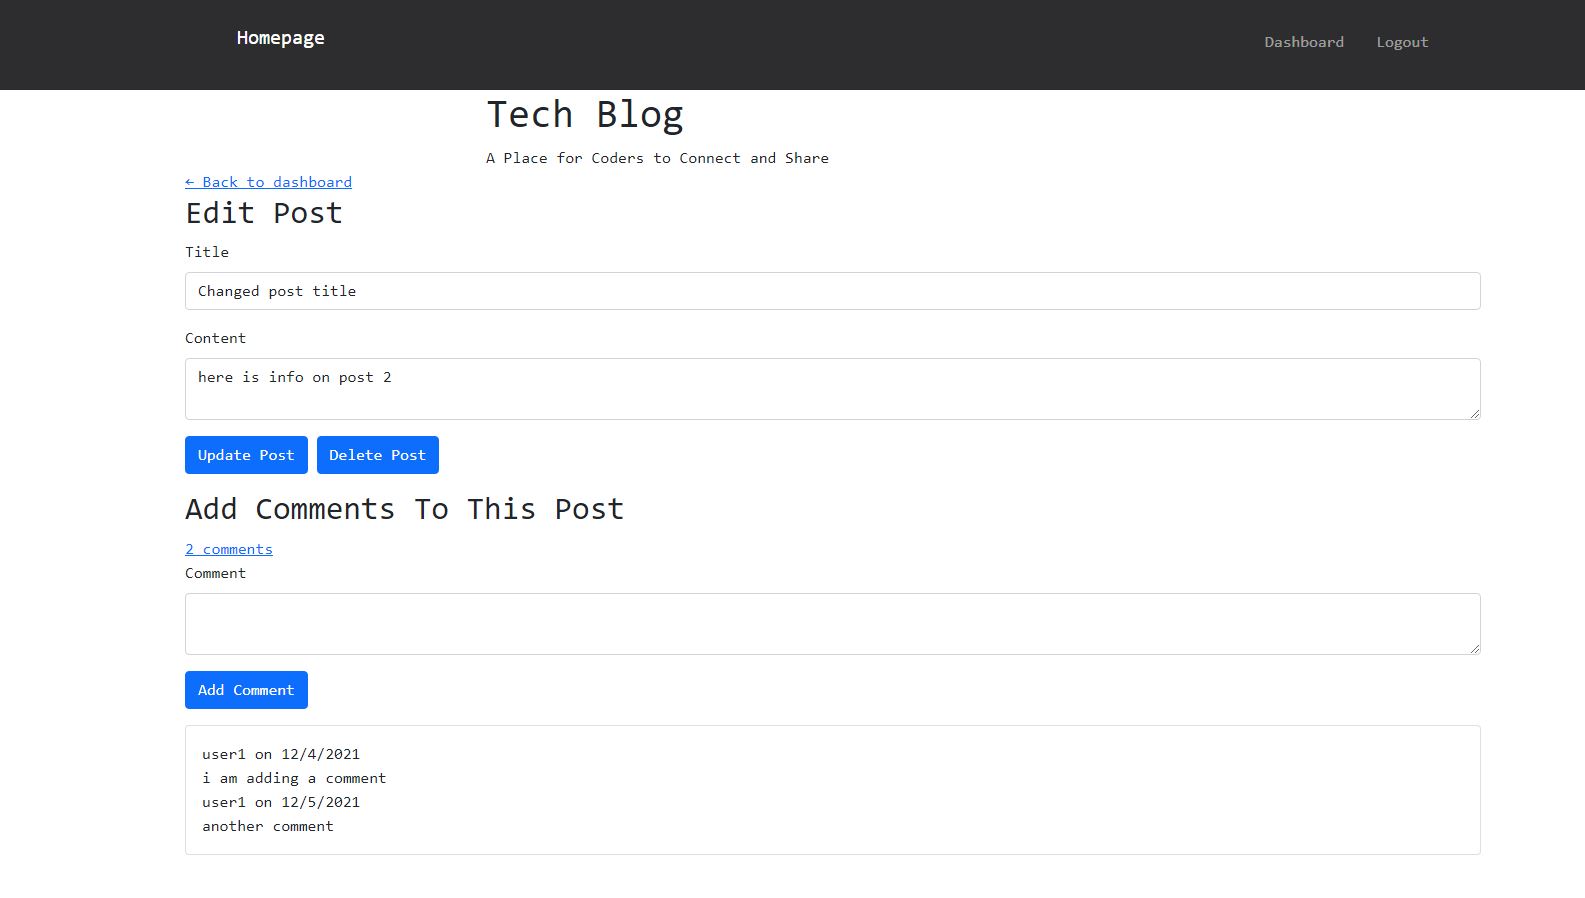 Homepage
Dashboard Logout
Tech Blog
A Place for Coders to Connect and Share
← Back to dashboard
Edit Post
Title
Changed post title
Content
here is info on post 2
Update Post Delete Post
Add Comments To This Post
2 comments
Comment
Add Comment
user1 on 12/4/2021
i am adding a comment
user1 on 12/5/2021
another comment